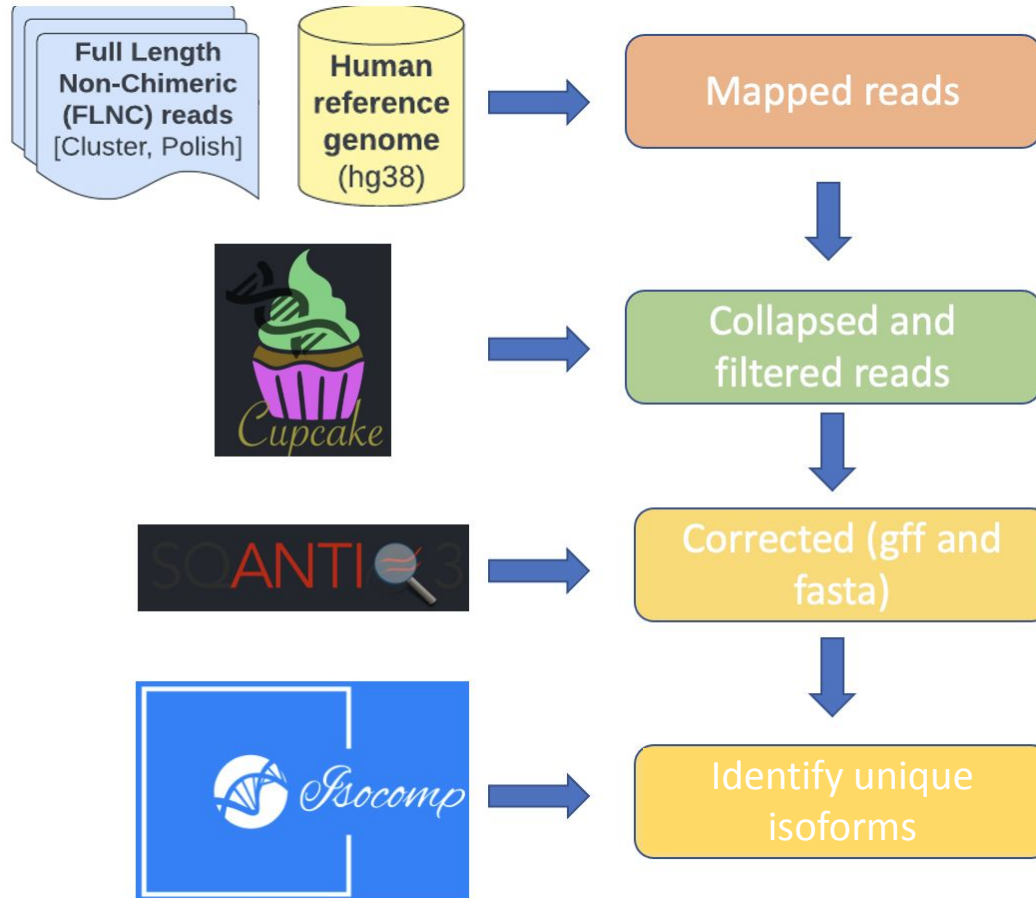 Full Length
Non-Chimeric
(FLNC) reads
[Cluster, Polish]
Human
reference
genome
(hg38)
Mapped reads
Cupcake
Collapsed and
filtered reads
SQANTI 3
Corrected (gff and
fasta)
Isocomp
Identify unique
isoforms